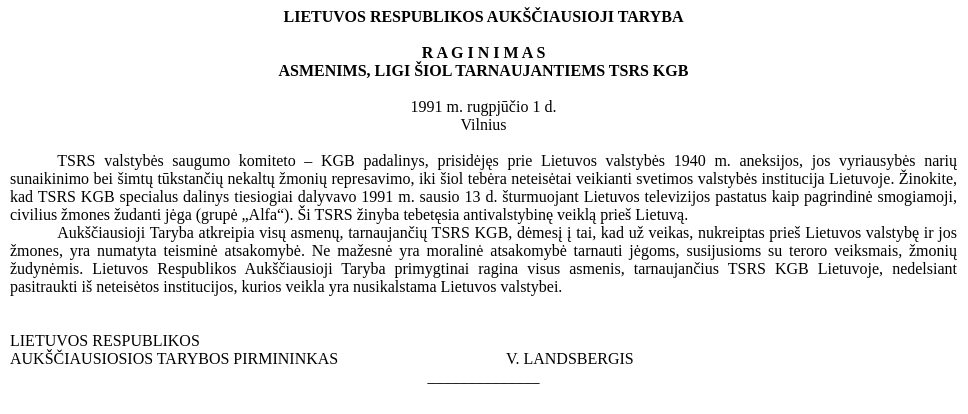 LIETUVOS RESPUBLIKOS AUKŠČIAUSIOJI TARYBA
R A G I N I M A S
ASMENIMS, LIGI ŠIOL TARNAUJANTIEMS TSRS KGB
1991 m. rugpjūčio 1 d.
Vilnius
TSRS valstybės saugumo komiteto – KGB padalinys, prisidėjęs prie Lietuvos valstybės 1940 m. aneksijos, jos vyriausybės narių
sunaikinimo bei šimtų tūkstančių nekaltų žmonių represavimo, iki šiol tebėra neteisėtai veikianti svetimos valstybės institucija Lietuvoje. Žinokite,
kad TSRS KGB specialus dalinys tiesiogiai dalyvavo 1991 m. sausio 13 d. šturmuojant Lietuvos televizijos pastatus kaip pagrindinė smogiamoji,
civilius žmones žudanti jėga (grupė „Alfa“). Ši TSRS žinyba tebetęsia antivalstybinę veiklą prieš Lietuvą.
Aukščiausioji Taryba atkreipia visų asmenų, tarnaujančių TSRS KGB, dėmesį į tai, kad už veikas, nukreiptas prieš Lietuvos valstybę ir jos
žmones, yra numatyta teisminė atsakomybė. Ne mažesnė yra moralinė atsakomybė tarnauti jėgoms, susijusioms su teroro veiksmais, žmonių
žudynėmis. Lietuvos Respublikos Aukščiausioji Taryba primygtinai ragina visus asmenis, tarnaujančius TSRS KGB Lietuvoje, nedelsiant
pasitraukti iš neteisėtos institucijos, kurios veikla yra nusikalstama Lietuvos valstybei.
LIETUVOS RESPUBLIKOS
AUKŠČIAUSIOSIOS TARYBOS PIRMININKAS V. LANDSBERGIS
______________